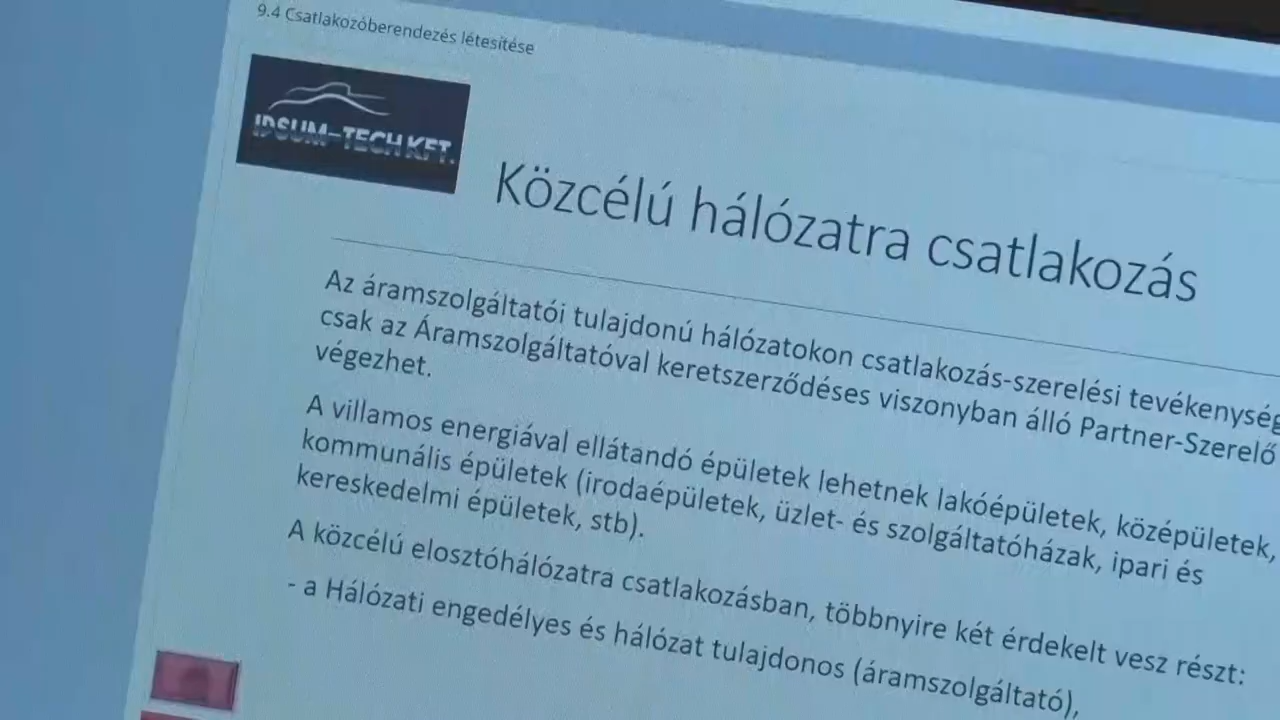 9.4 Csatlakozóberendezés létesítése
IPSUM-TECH KFT.
Közcélú hálózatra csatlakozás
Az áramszolgáltatói tulajdonú hálózatokon csatlakozás-szerelési tevékenység
csak az Áramszolgáltatóval keretszerződéses viszonyban álló Partner-Szerelő
végezhet.
A villamos energiával ellátandó épületek lehetnek lakóépületek, középületek,
kommunális épületek (irodaépületek, üzlet- és szolgáltatóházak, ipari és
kereskedelmi épületek, stb).
A közcélú elosztóhálózatra csatlakozásban, többnyire két érdekelt vesz részt:
- a Hálózati engedélyes és hálózat tulajdonos (áramszolgáltató),